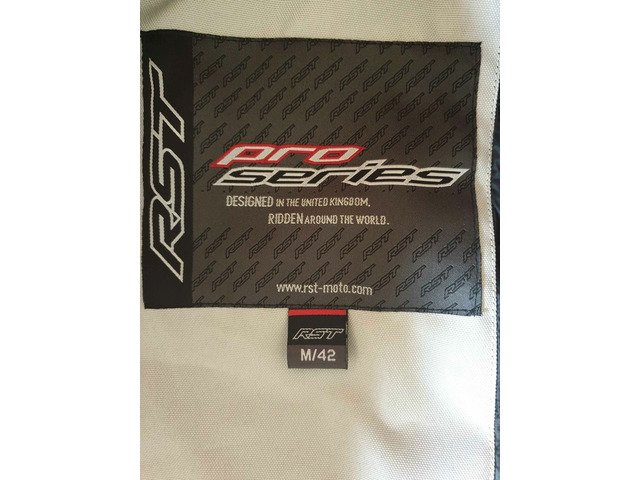 RST
pro
series
DESIGNED IN THE UNITED KINGDOM,
RIDDEN AROUND THE WORLD.
www.rst-moto.com
RST
M/42